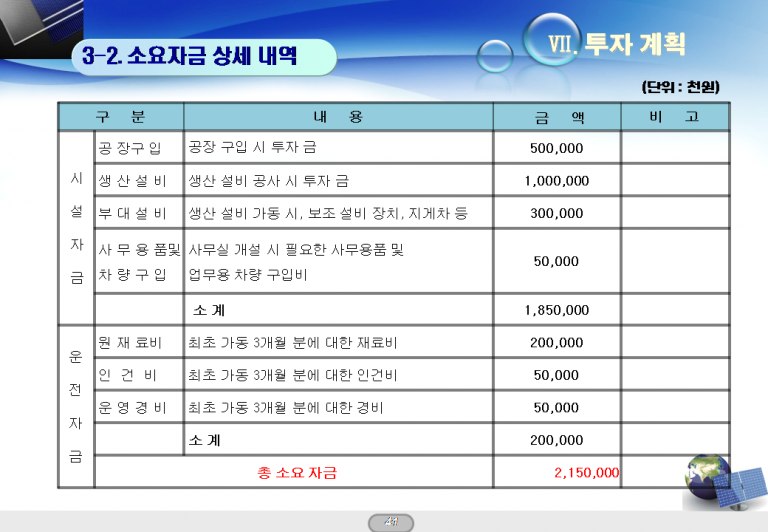 Ⅶ. 투자 계획
3-2. 소요자금 상세 내역
(단위 : 천원)
구 분 내 용 금 액 비 고
시설자금
공 장구 입 공장 구입 시 투자 금 500,000
생 산 설 비 생산 설비 공사 시 투자 금 1,000,000
부 대 설 비 생산 설비 가동 시, 보조 설비 장치, 지게차 등 300,000
사 무 용 품및 사무실 개설 시 필요한 사무용품 및
차 량 구 입 업무용 차량 구입비 50,000
소 계 1,850,000
운전자금
원 재 료비 최초 가동 3개월 분에 대한 재료비 200,000
인 건 비 최초 가동 3개월 분에 대한 인건비 50,000
운 영 경 비 최초 가동 3개월 분에 대한 경비 50,000
소 계 200,000
총 소요 자금 2,150,000